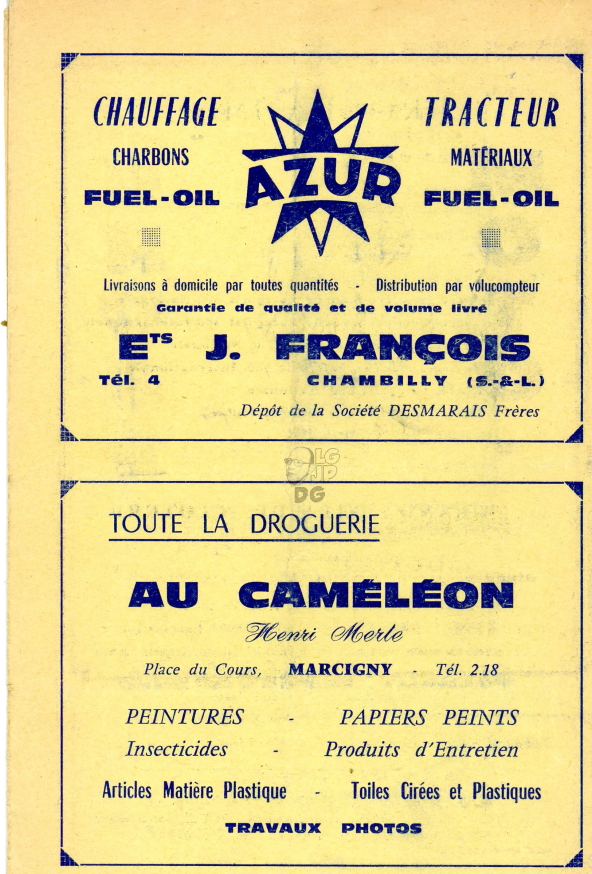 CHAUFFAGE
TRACTEUR
CHARBONS
MATÉRIAUX
FUEL-OIL
AZUR
FUEL-OIL
Livraisons à domicile par toutes quantités - Distribution par volucompteur
Garantie de qualité et de volume livré
ETS J. FRANÇOIS
Tél. 4 CHAMBILLY (S.-&-L.)
Dépôt de la Société DESMARAIS Frères
LG
JP
DG
TOUTE LA DROGUERIE
AU CAMÉLÉON
Henri Merle
Place du Cours, MARCIGNY - Tél. 2.18
PEINTURES - PAPIERS PEINTS
Insecticides - Produits d'Entretien
Articles Matière Plastique - Toiles Cirées et Plastiques
TRAVAUX PHOTOS